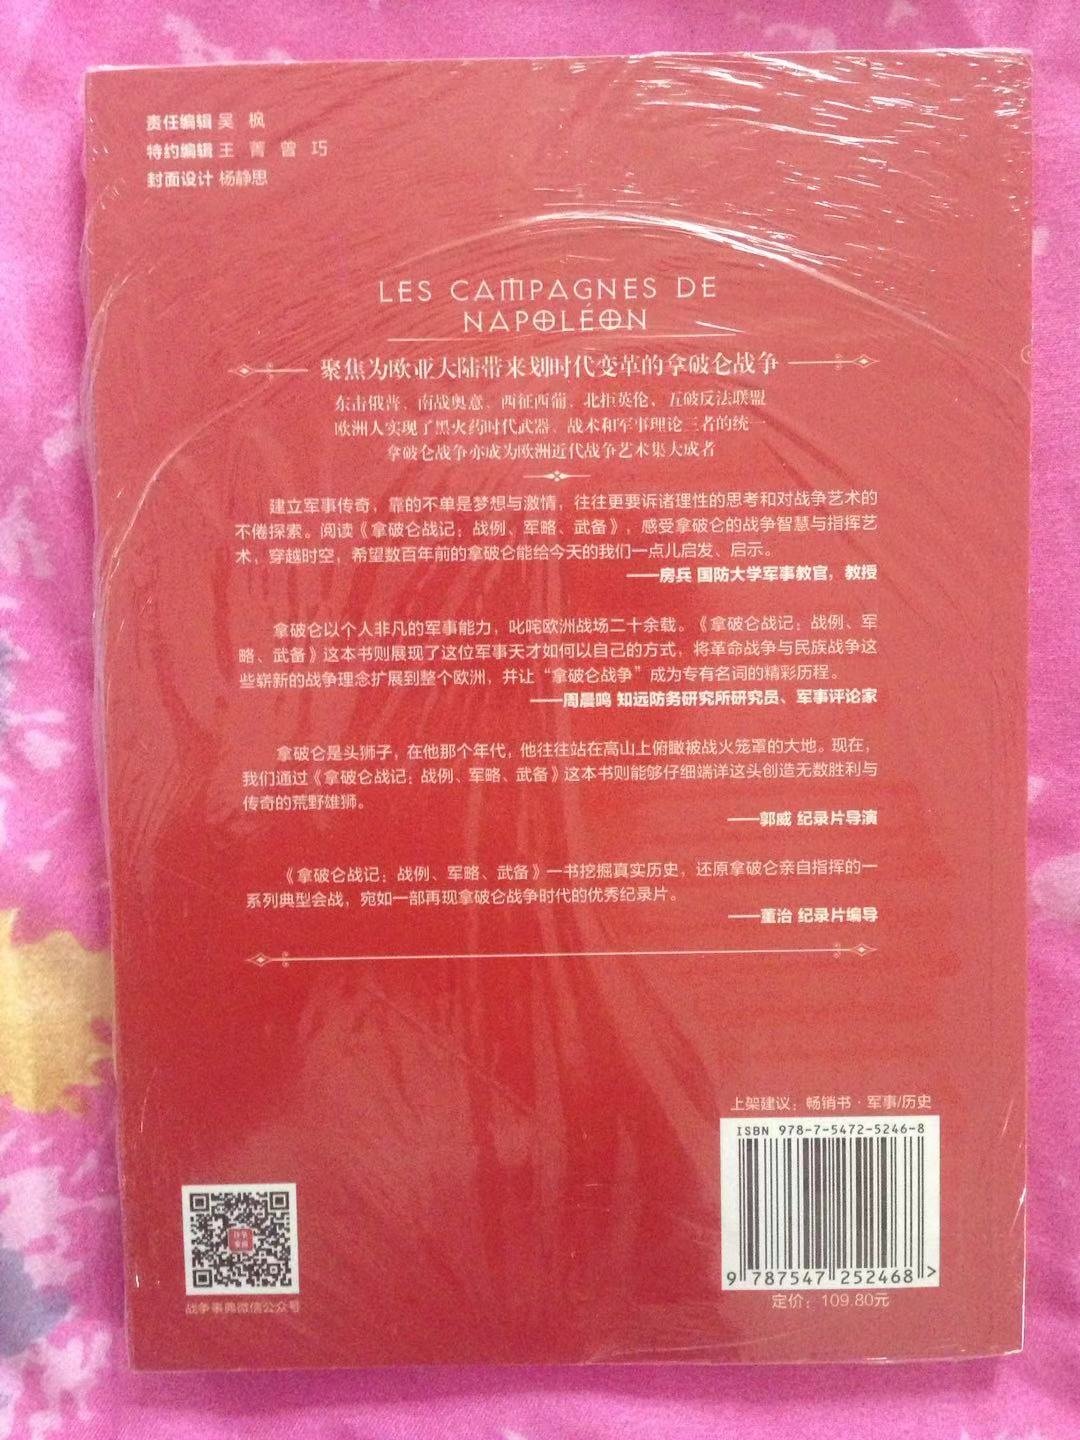 责任编辑 吴 枫
特约编辑 王 菁 曾 巧
封面设计 杨静思
LES CAMPAGNES DE
NAPOLÉON
聚焦为欧亚大陆带来划时代变革的拿破仑战争
东击俄普、南战奥意、西征西葡、北拒英伦、五破反法联盟
欧洲人实现了黑火药时代武器、战术和军事理论三者的统一
拿破仑战争亦成为欧洲近代战争艺术集大成者
建立军事传奇，靠的不单是梦想与激情，往往更要诉诸理性的思考和对战争艺术的
不倦探索。阅读《拿破仑战记：战例、军略、武备》，感受拿破仑的战争智慧与指挥艺
术，穿越时空，希望数百年前的拿破仑能给今天的我们一点儿启发、启示。
——房兵 国防大学军事教官，教授
拿破仑以个人非凡的军事能力，叱咤欧洲战场二十余载。《拿破仑战记：战例、军
略、武备》这本书则展现了这位军事天才如何以自己的方式，将革命战争与民族战争这
些崭新的战争理念扩展到整个欧洲，并让“拿破仑战争”成为专有名词的精彩历程。
——周晨鸣 知远防务研究所研究员、军事评论家
拿破仑是头狮子，在他那个年代，他往往站在高山上俯瞰被战火笼罩的大地。现在，
我们通过《拿破仑战记：战例、军略、武备》这本书则能够仔细端详这头创造无数胜利与
传奇的荒野雄狮。
——郭威 纪录片导演
《拿破仑战记：战例、军略、武备》一书挖掘真实历史，还原拿破仑亲自指挥的一
系列典型会战，宛如一部再现拿破仑战争时代的优秀纪录片。
——董治 纪录片编导
上架建议：畅销书·军事/历史
ISBN 978-7-5472-5246-8
9 787547 252468 >
定价：109.80元
战争事典微信公众号